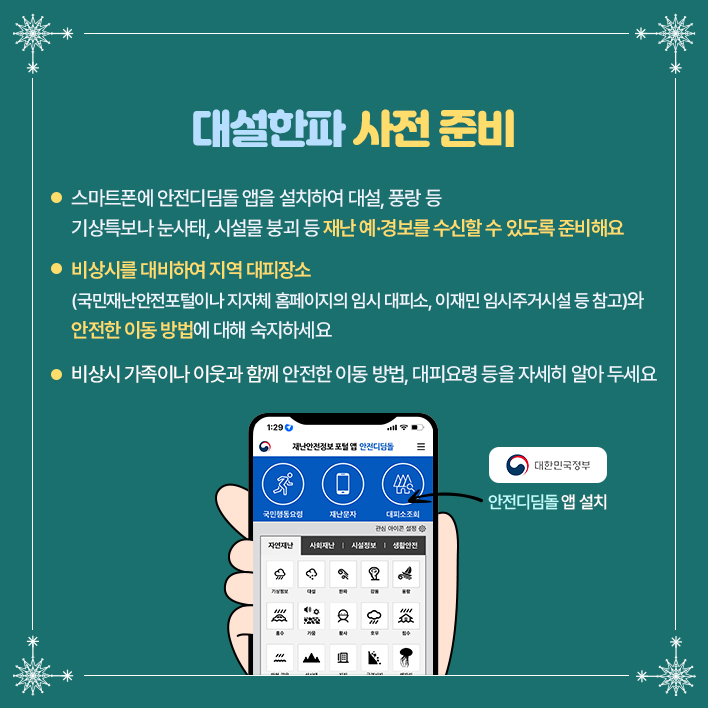 대설한파 사전 준비
스마트폰에 안전디딤돌 앱을 설치하여 대설, 풍랑 등
기상특보나 눈사태, 시설물 붕괴 등 재난 예·경보를 수신할 수 있도록 준비해요
비상시를 대비하여 지역 대피장소
(국민재난안전포털이나 지자체 홈페이지의 임시 대피소, 이재민 임시주거시설 등 참고)와
안전한 이동 방법에 대해 숙지하세요
비상시 가족이나 이웃과 함께 안전한 이동 방법, 대피요령 등을 자세히 알아 두세요
1:29
재난안전정보 포털 앱 안전디딤돌
국민행동요령 재난문자 대피소조회
대한민국정부
안전디딤돌 앱 설치
관심 아이콘 설정
자연재난 사회재난 시설정보 생활안전
기상정보 대설 한파 강풍 풍랑
홍수 가뭄 황사 호우 침수